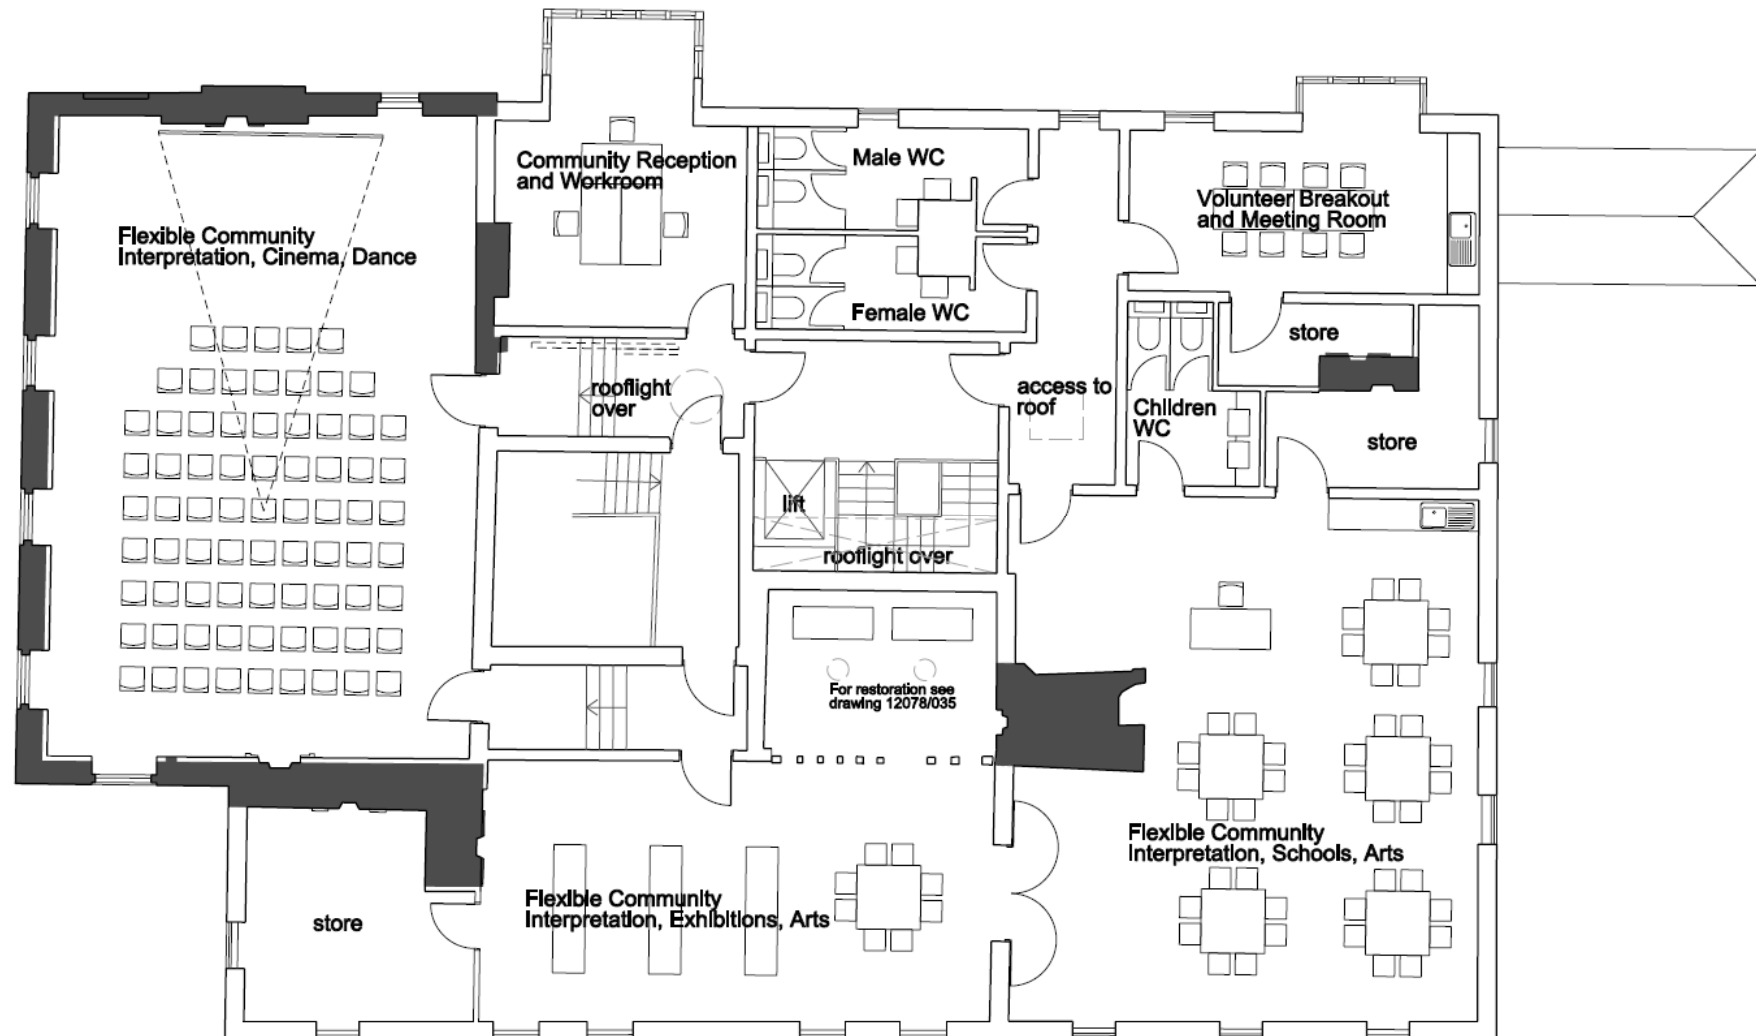 Community Reception
and Workroom
Male WC
Volunteer Breakout
and Meeting Room
Flexible Community
Interpretation, Cinema, Dance
Female WC
store
rooflight
over
access to
roof
Children
WC
store
lift
rooflight over
For restoration see
drawing 12078/035
Flexible Community
Interpretation, Schools, Arts
Flexible Community
Interpretation, Exhibitions, Arts
store